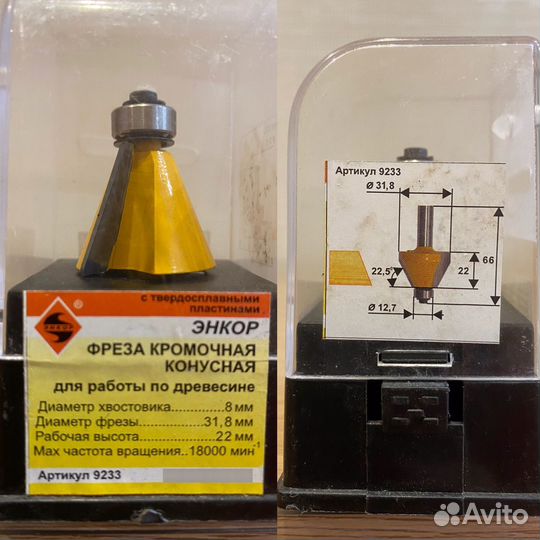 с твердосплавными
пластинами
ЭНКОР
ЭНКОР
ФРЕЗА КРОМОЧНАЯ
КОНУСНАЯ
для работы по древесине
Диаметр хвостовика............8 мм
Диаметр фрезы...............31,8 мм
Рабочая высота.................22 мм
Мах частота вращения...18000 мин⁻¹
Артикул 9233
Артикул 9233
Ø 31,8
66
22,5°
22
Ø 12,7
Avito